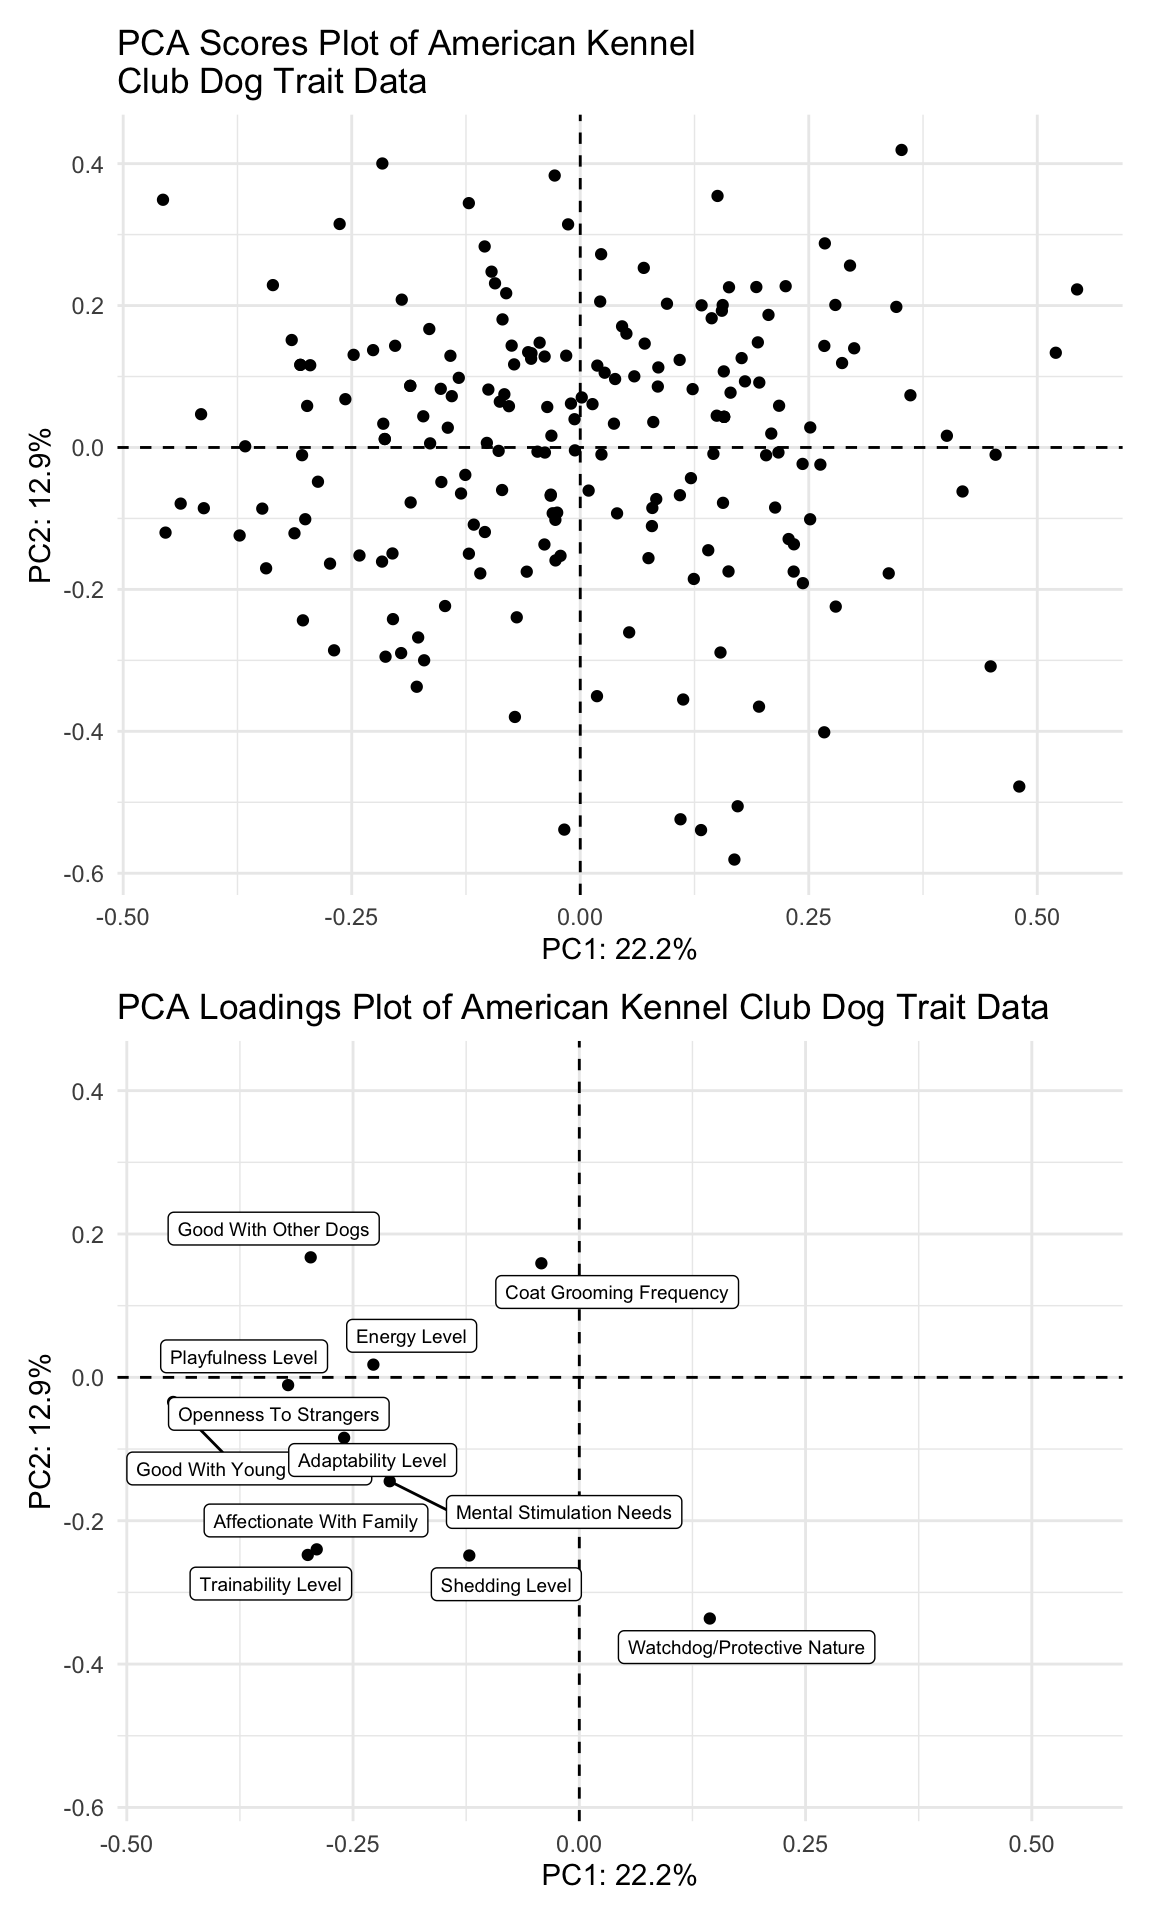 PCA Scores Plot of American Kennel
Club Dog Trait Data
0.4
0.2
0.0
-0.2
-0.4
-0.6
PC2: 12.9%
-0.50 -0.25 0.00 0.25 0.50
PC1: 22.2%
PCA Loadings Plot of American Kennel Club Dog Trait Data
0.4
0.2
0.0
-0.2
-0.4
-0.6
PC2: 12.9%
Good With Other Dogs
Coat Grooming Frequency
Energy Level
Playfulness Level
Openness To Strangers
Adaptability Level
Good With Young
Mental Stimulation Needs
Affectionate With Family
Trainability Level
Shedding Level
Watchdog/Protective Nature
-0.50 -0.25 0.00 0.25 0.50
PC1: 22.2%